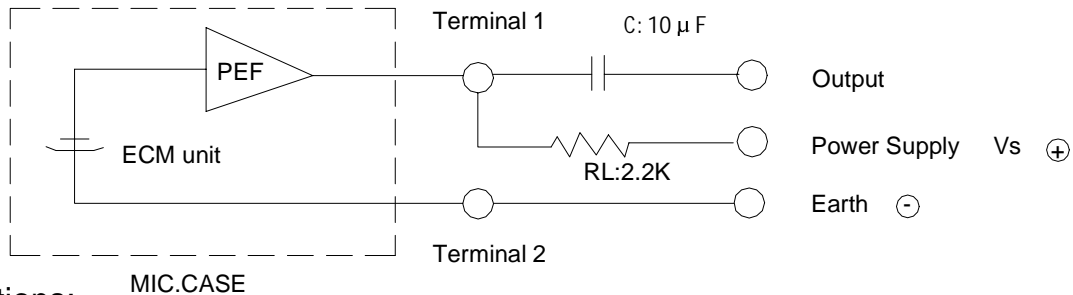 Terminal 1
C: 10 μ F
PEF
Output
ECM unit
Power Supply Vs +
RL:2.2K
Earth -
Terminal 2
MIC.CASE